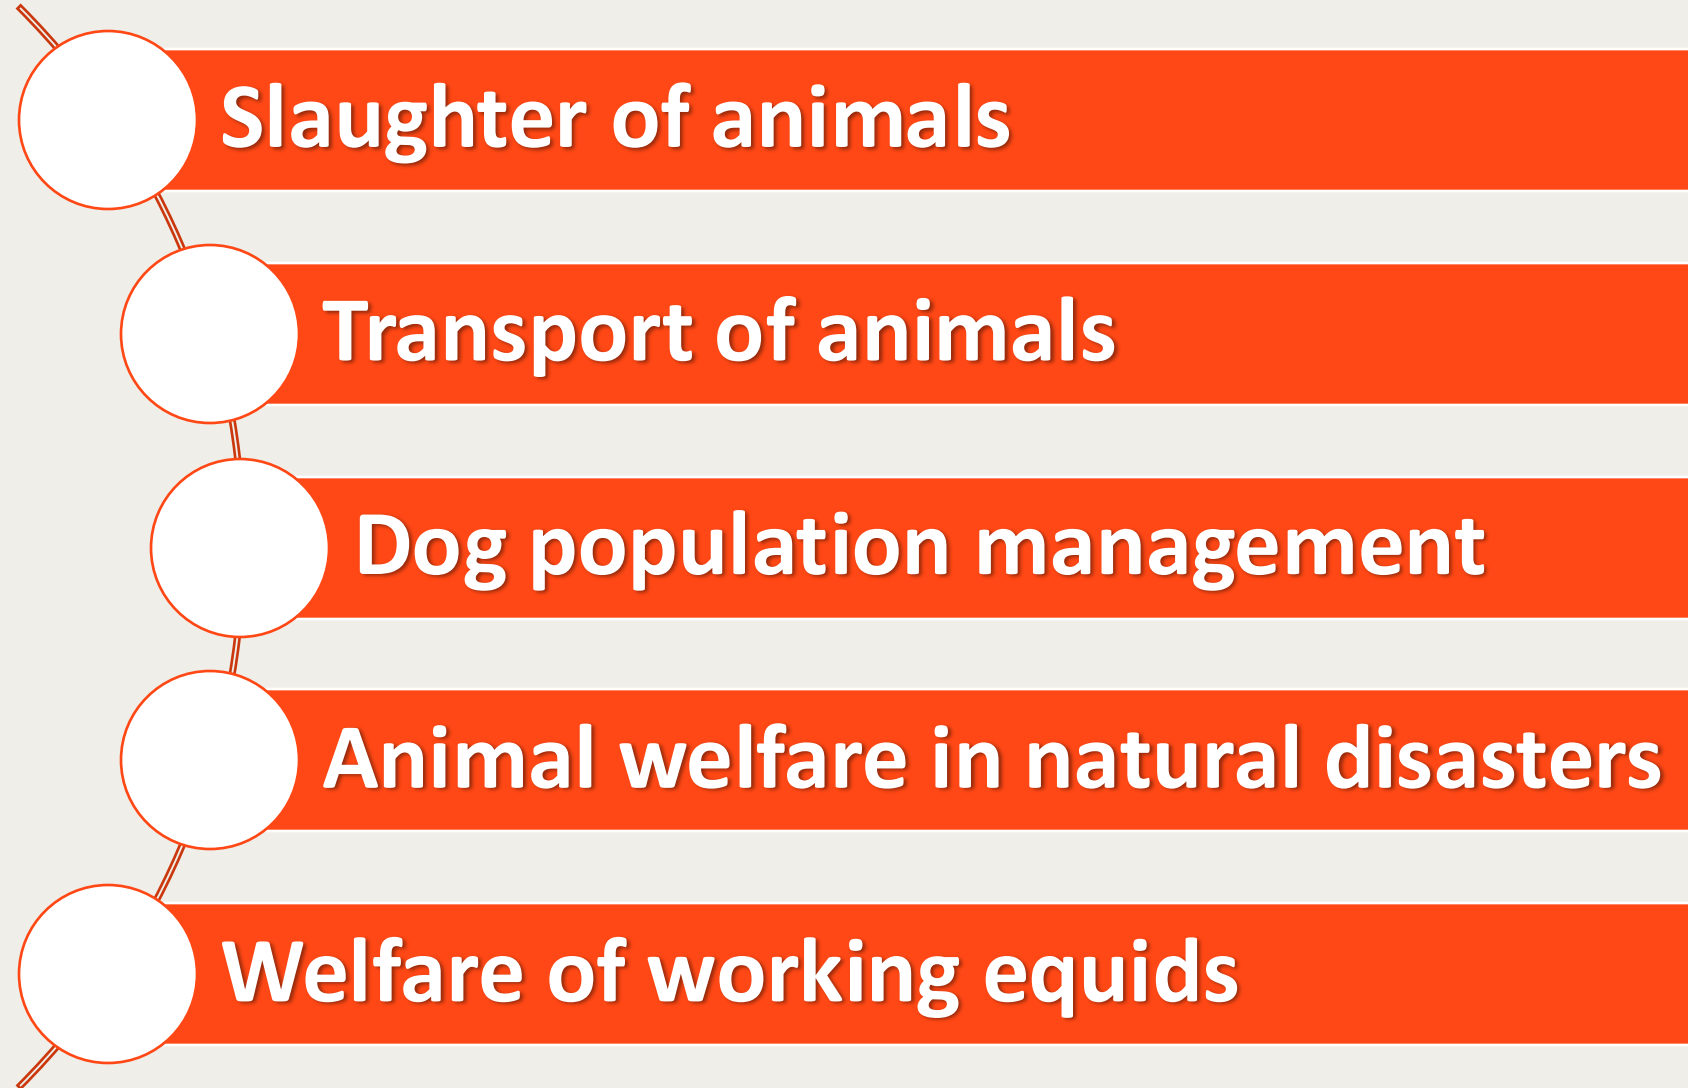 Slaughter of animals
Transport of animals
Dog population management
Animal welfare in natural disasters
Welfare of working equids